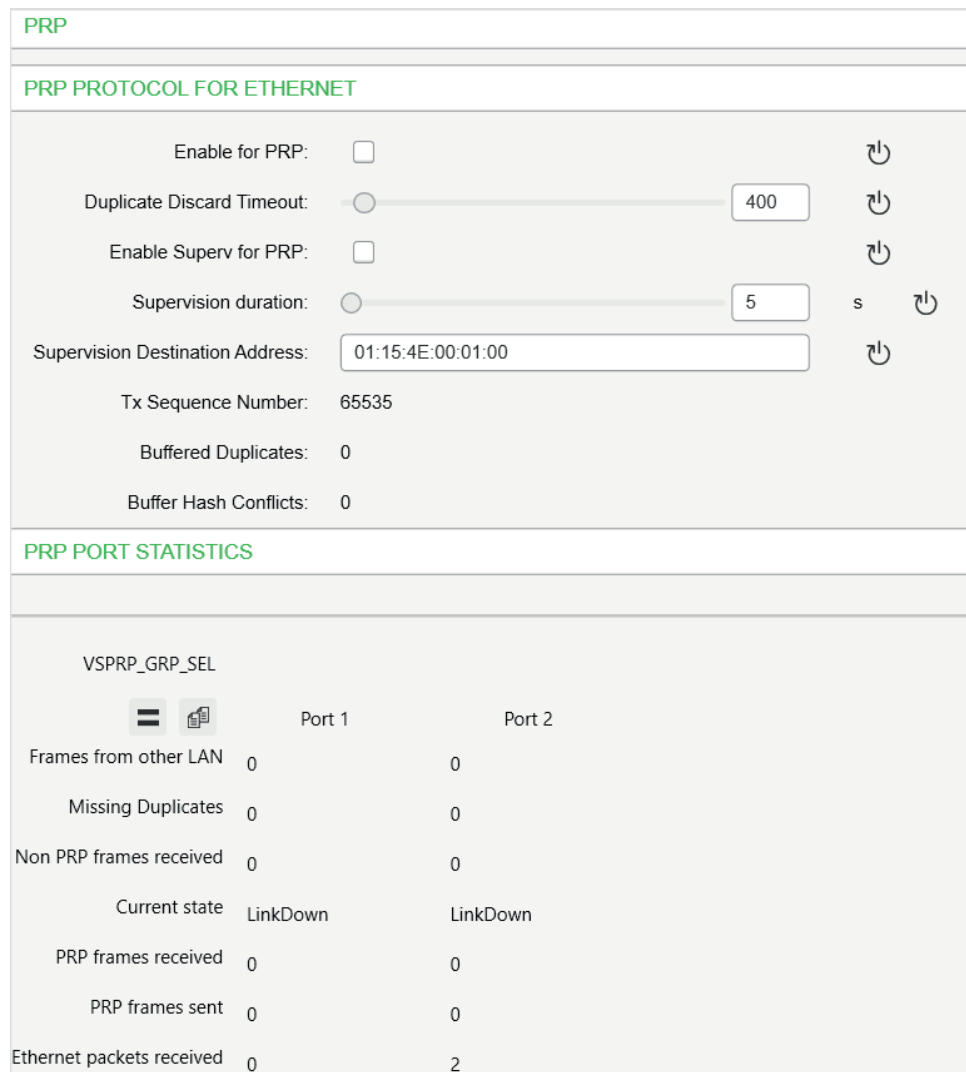 PRP
PRP PROTOCOL FOR ETHERNET
Enable for PRP:
Duplicate Discard Timeout: 400
Enable Superv for PRP:
Supervision duration: 5 s
Supervision Destination Address: 01:15:4E:00:01:00
Tx Sequence Number: 65535
Buffered Duplicates: 0
Buffer Hash Conflicts: 0
PRP PORT STATISTICS
VSPRP_GRP_SEL
Port 1 Port 2
Frames from other LAN 0 0
Missing Duplicates 0 0
Non PRP frames received 0 0
Current state LinkDown LinkDown
PRP frames received 0 0
PRP frames sent 0 0
Ethernet packets received 0 2